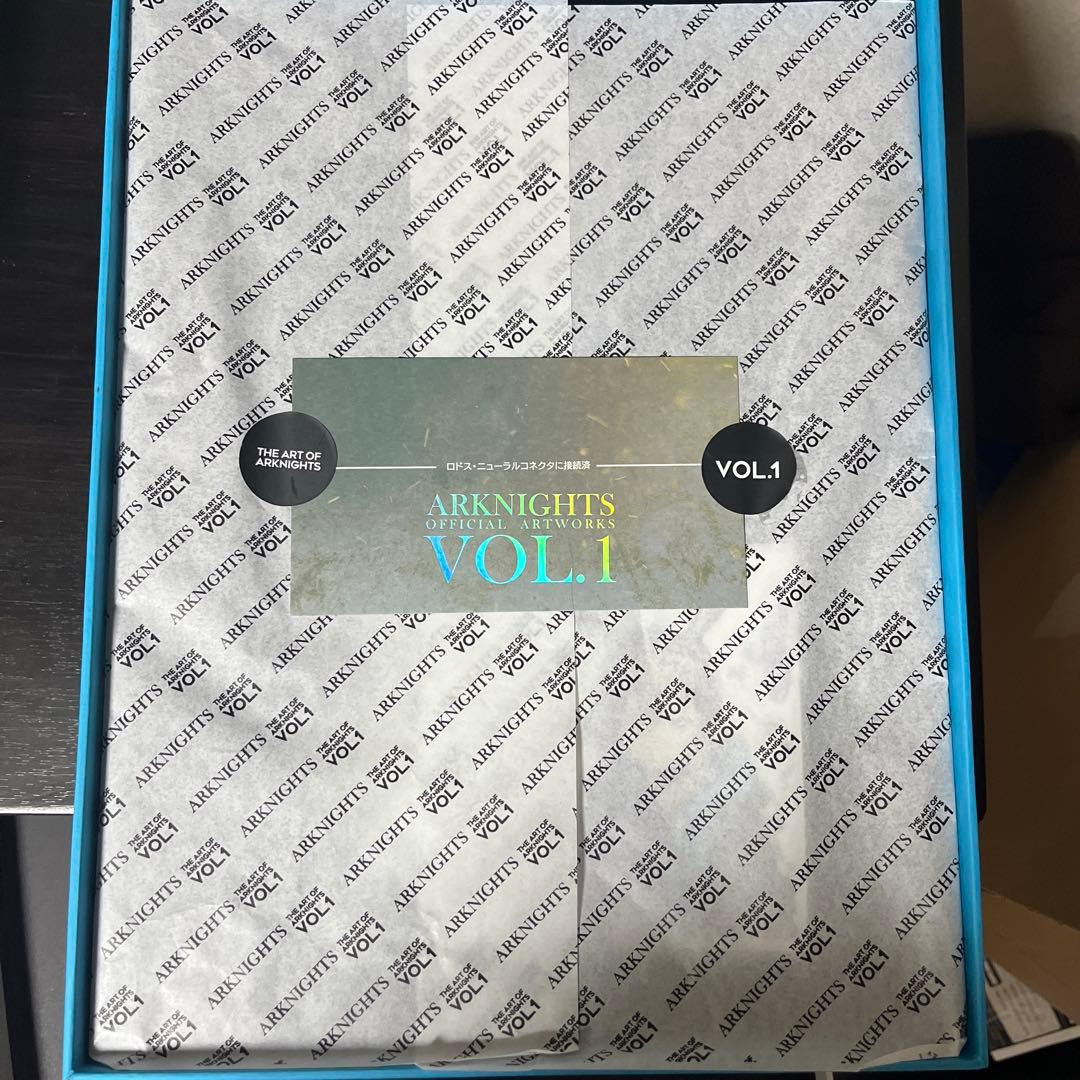 THE ART OF
ARKNIGHTS
ロドス・ニューラルコネクタに接続済
VOL.1
ARKNIGHTS
OFFICIAL ARTWORKS
VOL.1
ARKNIGHTS
THE ART OF
ARKNIGHTS
VOL.1